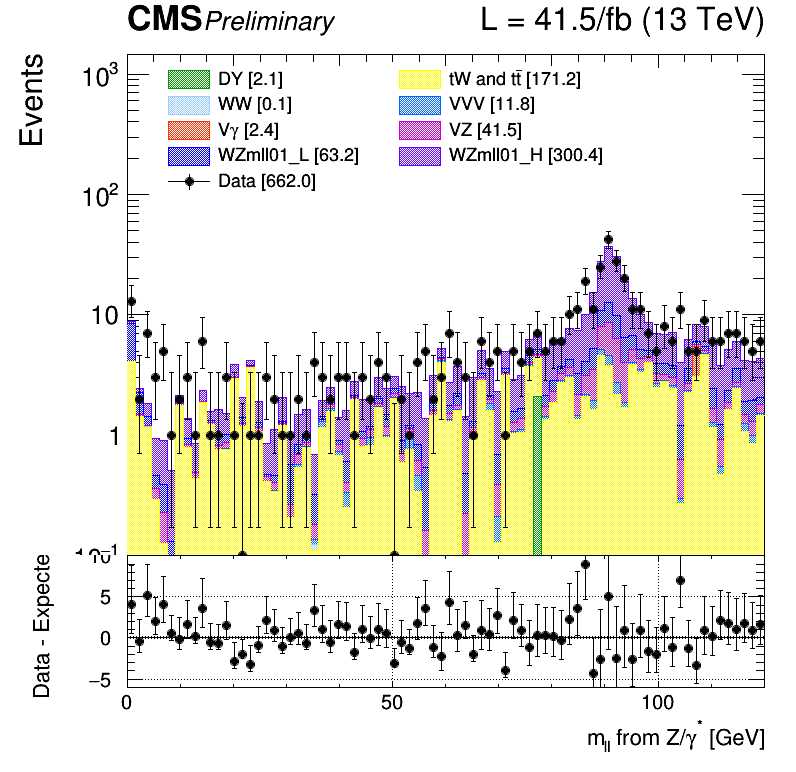 CMS Preliminary L = 41.5/fb (13 TeV)
Events
10³
10²
10
1
DY [2.1]
tW and tt̄ [171.2]
WW [0.1]
VVV [11.8]
Vγ [2.4]
VZ [41.5]
WZmll01_L [63.2]
WZmll01_H [300.4]
Data [662.0]
Data - Expecte
5
0
−5
0 50 100
m_ll from Z/γ* [GeV]